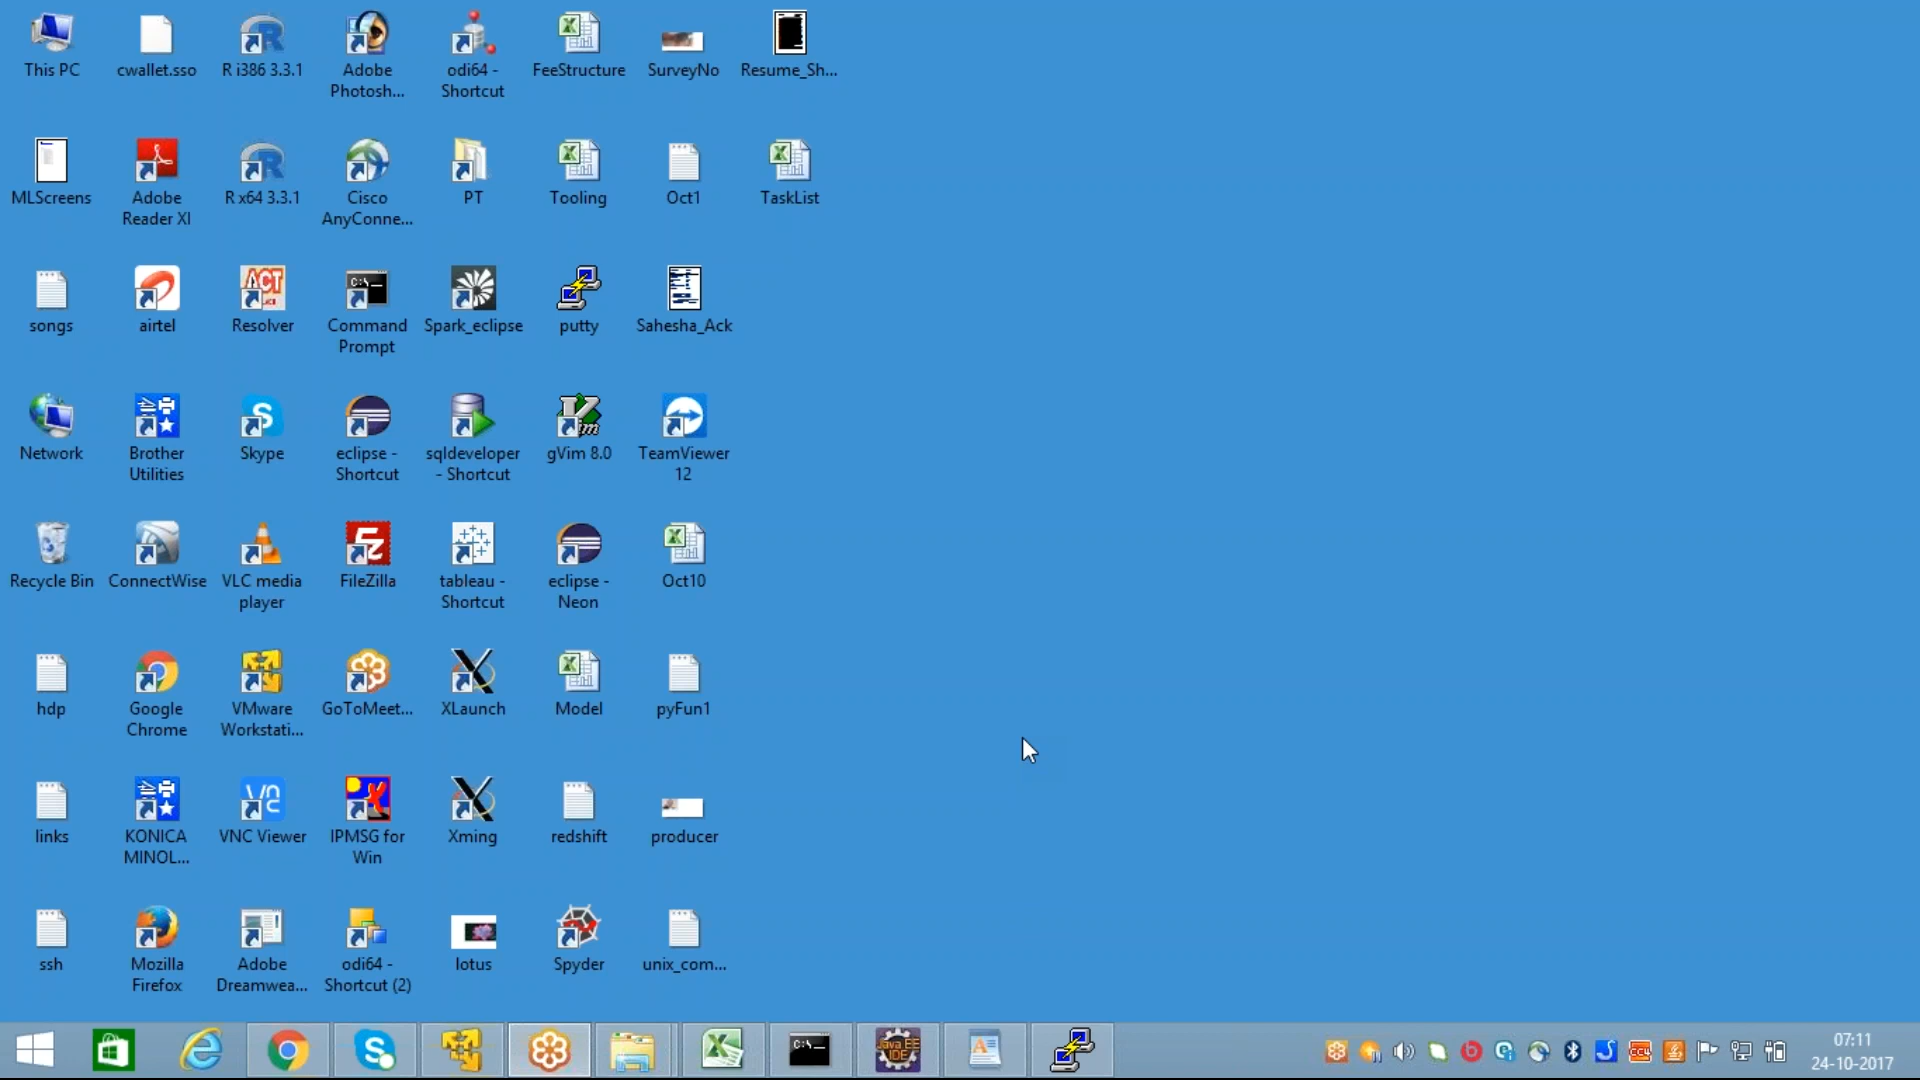 This PC
cwallet.sso
R i386 3.3.1
Adobe
Photosh...
odi64 -
Shortcut
FeeStructure
SurveyNo
Resume_Sh...
MLScreens
Adobe
Reader XI
R x64 3.3.1
Cisco
AnyConne...
PT
Tooling
Oct1
TaskList
songs
airtel
ACT
Resolver
C:\_
Command
Prompt
Spark_eclipse
putty
Sahesha_Ack
Network
Brother
Utilities
Skype
eclipse -
Shortcut
sqldeveloper
- Shortcut
gVim 8.0
TeamViewer
12
Recycle Bin
ConnectWise
VLC media
player
FileZilla
tableau -
Shortcut
eclipse -
Neon
Oct10
hdp
Google
Chrome
VMware
Workstati...
GoToMeet...
XLaunch
Model
pyFun1
links
KONICA
MINOL...
VNC Viewer
IPMSG for
Win
Xming
redshift
producer
ssh
Mozilla
Firefox
Adobe
Dreamwea...
odi64 -
Shortcut (2)
lotus
Spyder
unix_com...
C:\_
Java EE
IDE
07:11
24-10-2017